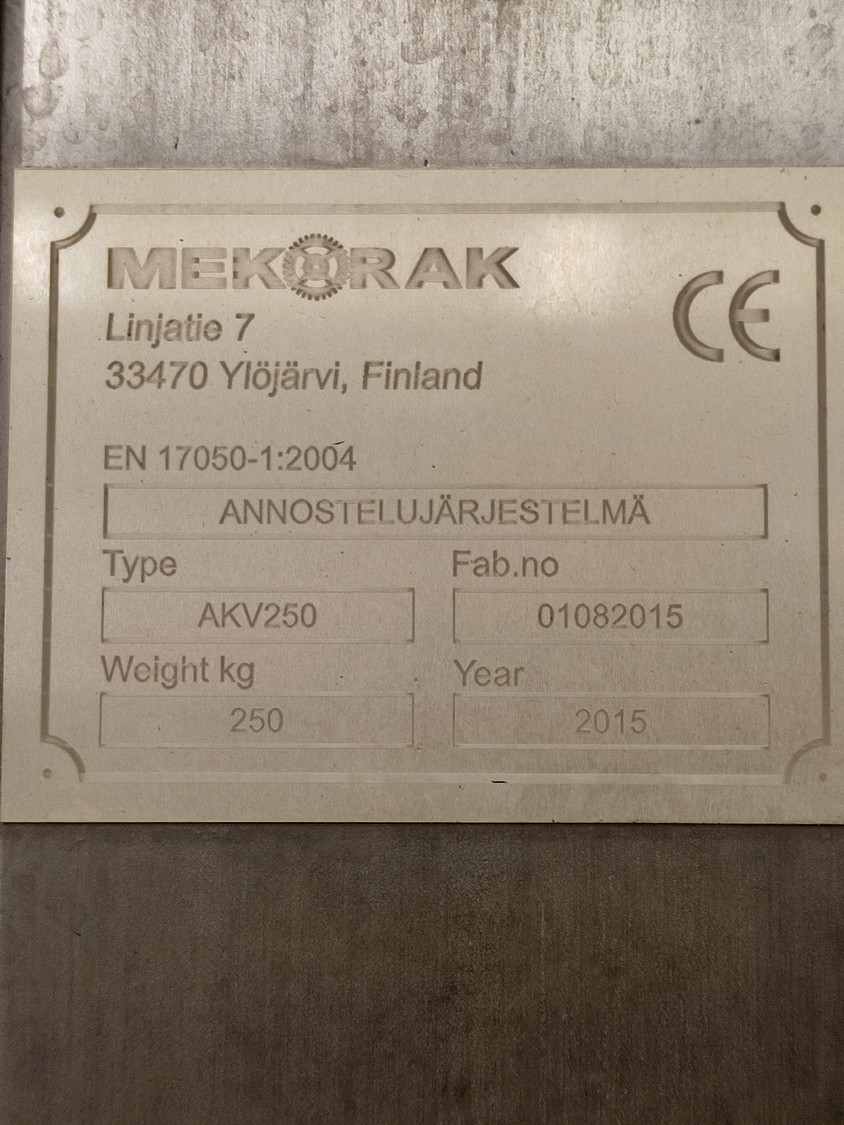 MEKORAK
CE
Linjatie 7
33470 Ylöjärvi, Finland
EN 17050-1:2004
ANNOSTELUJÄRJESTELMÄ
Type Fab.no
AKV250 01082015
Weight kg Year
250 2015